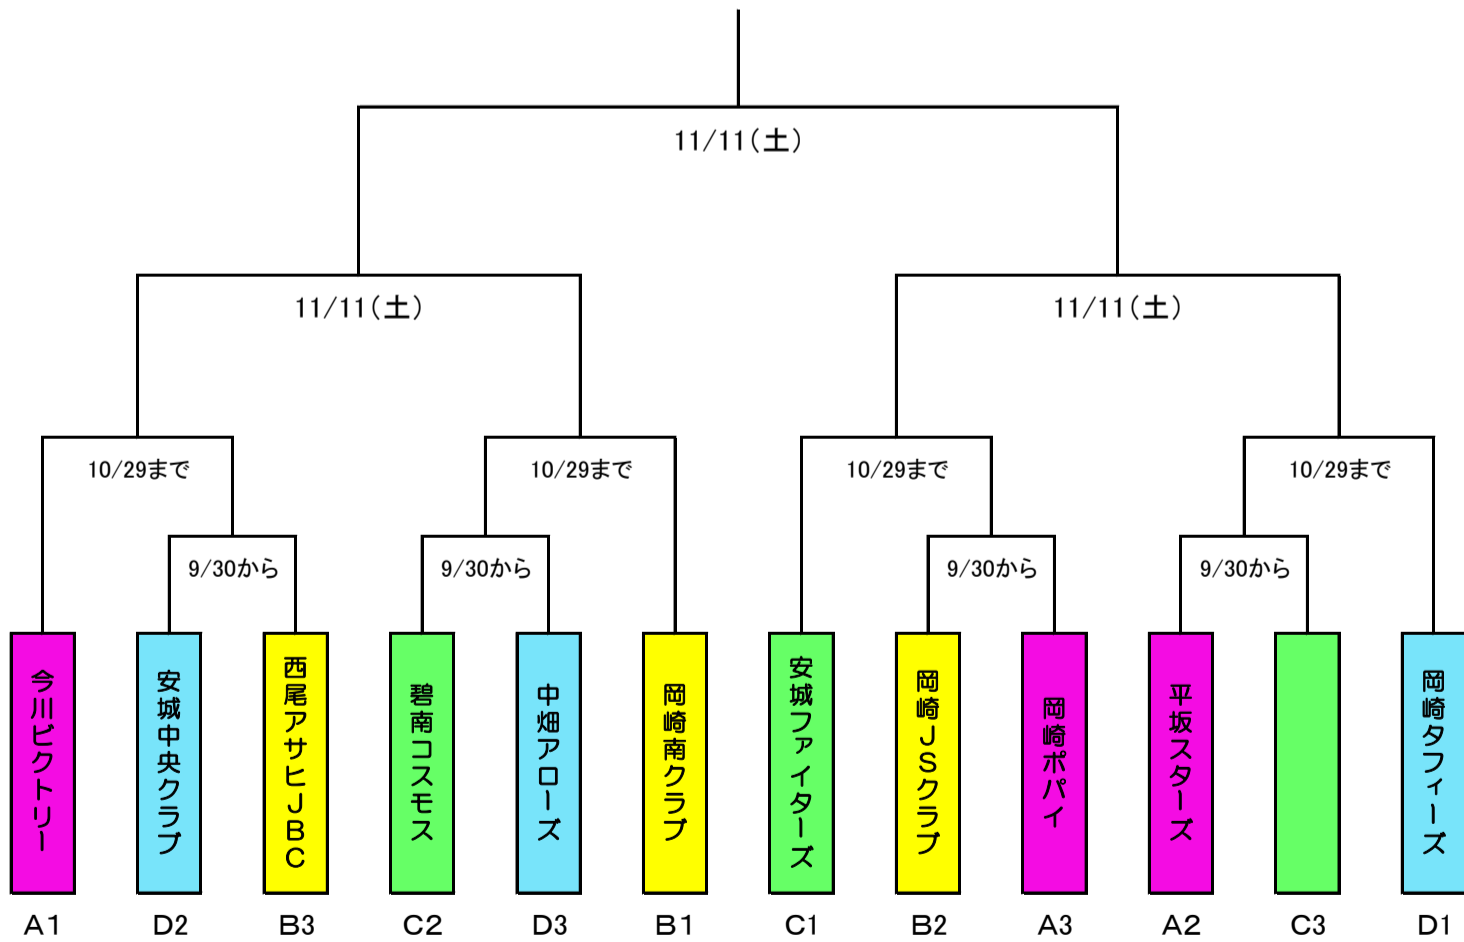 11/11(土)
11/11(土)
11/11(土)
10/29まで
10/29まで
10/29まで
10/29まで
9/30から
9/30から
9/30から
9/30から
今川ビクトリー
安城中央クラブ
西尾アサヒJBC
碧南コスモス
中畑アローズ
岡崎南クラブ
安城ファイターズ
岡崎JSクラブ
岡崎ポパイ
平坂スターズ
岡崎タフィーズ
A1
D2
B3
C2
D3
B1
C1
B2
A3
A2
C3
D1